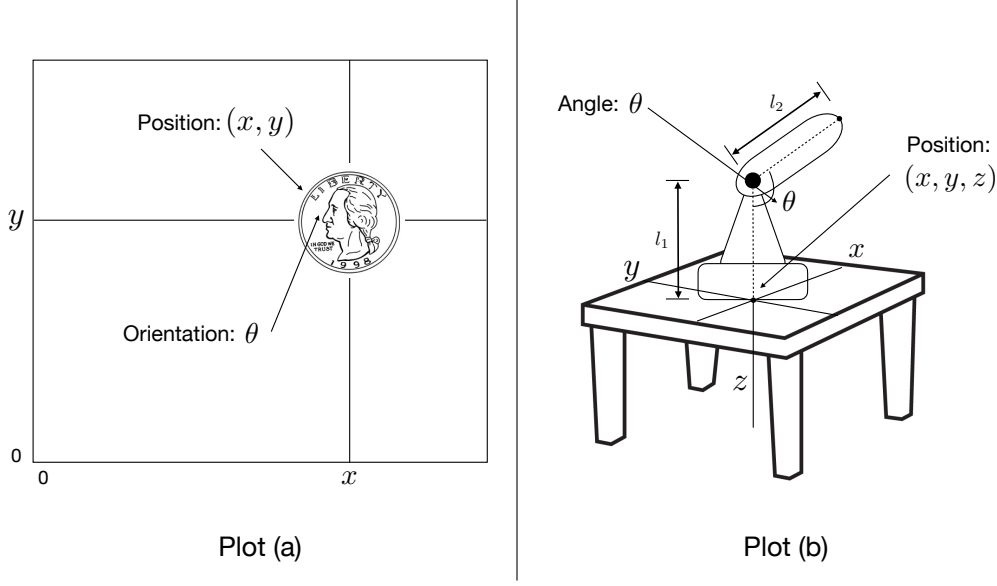 Position: (x, y)
LIBERTY
IN GOD WE
TRUST
1998
y
Orientation: θ
0
0
x
Plot (a)
Angle: θ
l₂
Position:
(x, y, z)
θ
l₁
x
y
z
Plot (b)